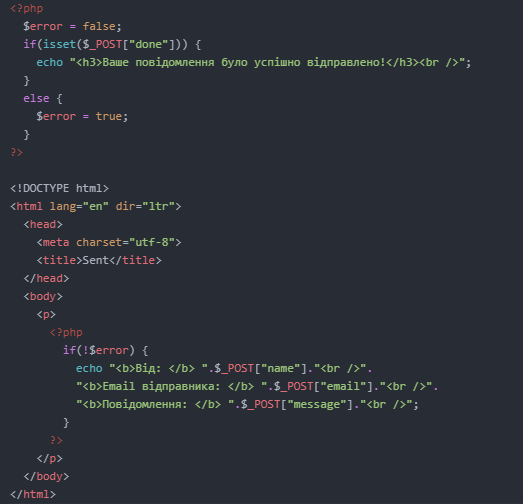 <?php
  $error = false;
  if(isset($_POST["done"])) {
    echo "<h3>Ваше повідомлення було успішно відправлено!</h3><br />";
  }
  else {
    $error = true;
  }
?>

<!DOCTYPE html>
<html lang="en" dir="ltr">
  <head>
    <meta charset="utf-8">
    <title>Sent</title>
  </head>
  <body>
    <p>
      <?php
        if(!$error) {
          echo "<b>Від: </b> ".$_POST["name"]."<br />".
          "<b>Email відправника: </b> ".$_POST["email"]."<br />".
          "<b>Повідомлення: </b> ".$_POST["message"]."<br />";
        }
      ?>
    </p>
  </body>
</html>